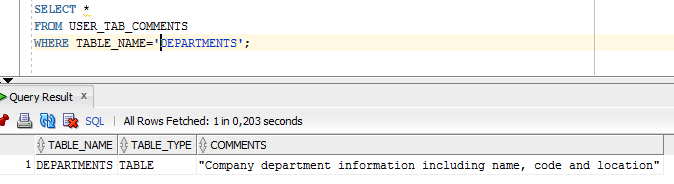 SELECT *
FROM USER_TAB_COMMENTS
WHERE TABLE_NAME='DEPARTMENTS';
Query Result x
SQL | All Rows Fetched: 1 in 0,203 seconds
TABLE_NAME TABLE_TYPE COMMENTS
1 DEPARTMENTS TABLE "Company department information including name, code and location"